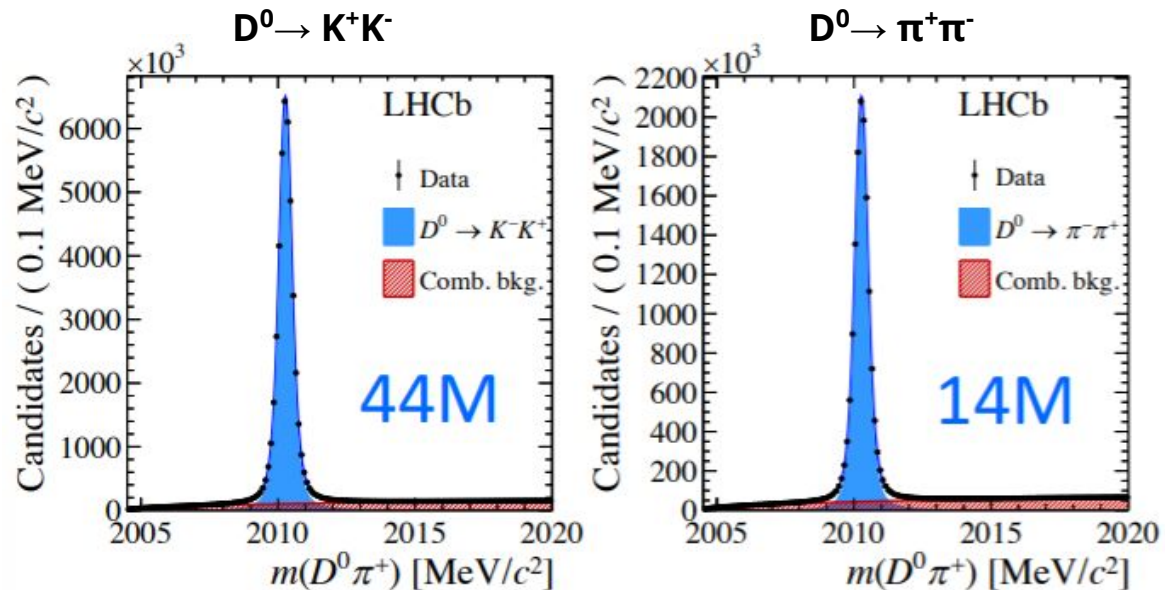 D⁰→ K⁺K⁻
×10³
Candidates / ( 0.1 MeV/c² )
6000
5000
4000
3000
2000
1000
0
LHCb
Data
D⁰ → K⁻K⁺
Comb. bkg.
44M
2005
2010
2015
2020
m(D⁰π⁺) [MeV/c²]
D⁰→ π⁺π⁻
×10³
Candidates / ( 0.1 MeV/c² )
2200
2000
1800
1600
1400
1200
1000
800
600
400
200
0
LHCb
Data
D⁰ → π⁻π⁺
Comb. bkg.
14M
2005
2010
2015
2020
m(D⁰π⁺) [MeV/c²]